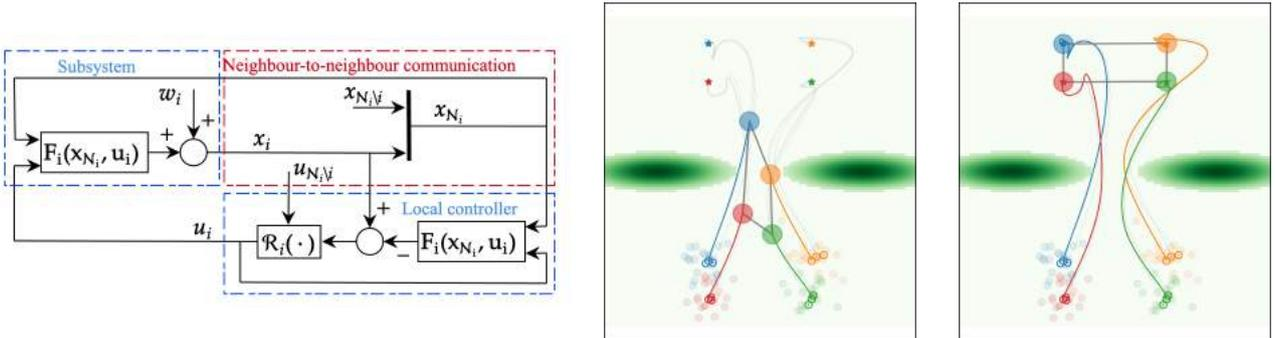 Subsystem
Neighbour-to-neighbour communication
w_i
x_{N_i\i}
x_{N_i}
+
+
F_i(x_{N_i}, u_i)
x_i
u_{N_i\i}
+
Local controller
u_i
R_i(·)
−
F_i(x_{N_i}, u_i)